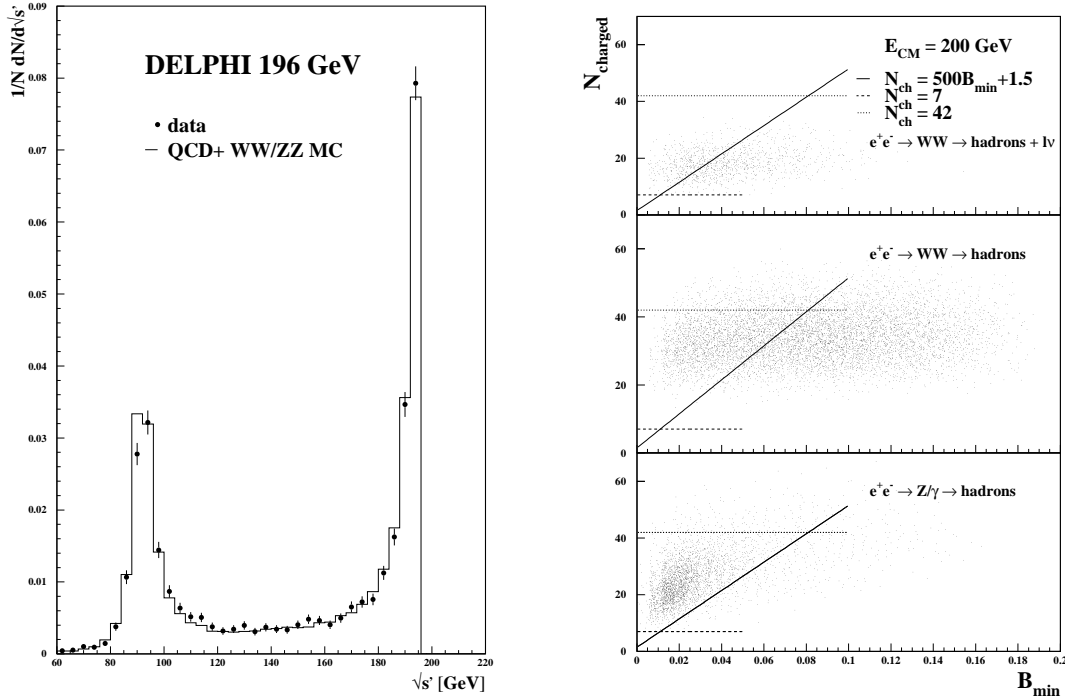 1/N dN/d√s'
0.09
0.08
0.07
0.06
0.05
0.04
0.03
0.02
0.01
0
60 80 100 120 140 160 180 200 220
√s' [GeV]
DELPHI 196 GeV
data
QCD+ WW/ZZ MC
N_charged
60
40
20
0
E_CM = 200 GeV
N_ch = 500B_min+1.5
N_ch = 7
N_ch = 42
e⁺e⁻ → WW → hadrons + lν
60
40
20
0
e⁺e⁻ → WW → hadrons
60
40
20
0
e⁺e⁻ → Z/γ → hadrons
0 0.02 0.04 0.06 0.08 0.1 0.12 0.14 0.16 0.18 0.2
B_min